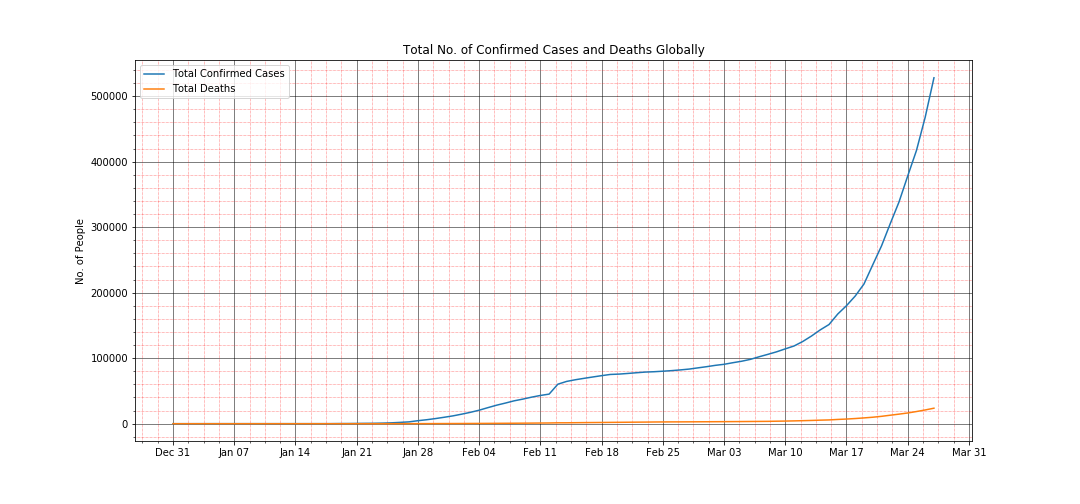 Total No. of Confirmed Cases and Deaths Globally
Total Confirmed Cases
Total Deaths
No. of People
500000
400000
300000
200000
100000
0
Dec 31 Jan 07 Jan 14 Jan 21 Jan 28 Feb 04 Feb 11 Feb 18 Feb 25 Mar 03 Mar 10 Mar 17 Mar 24 Mar 31